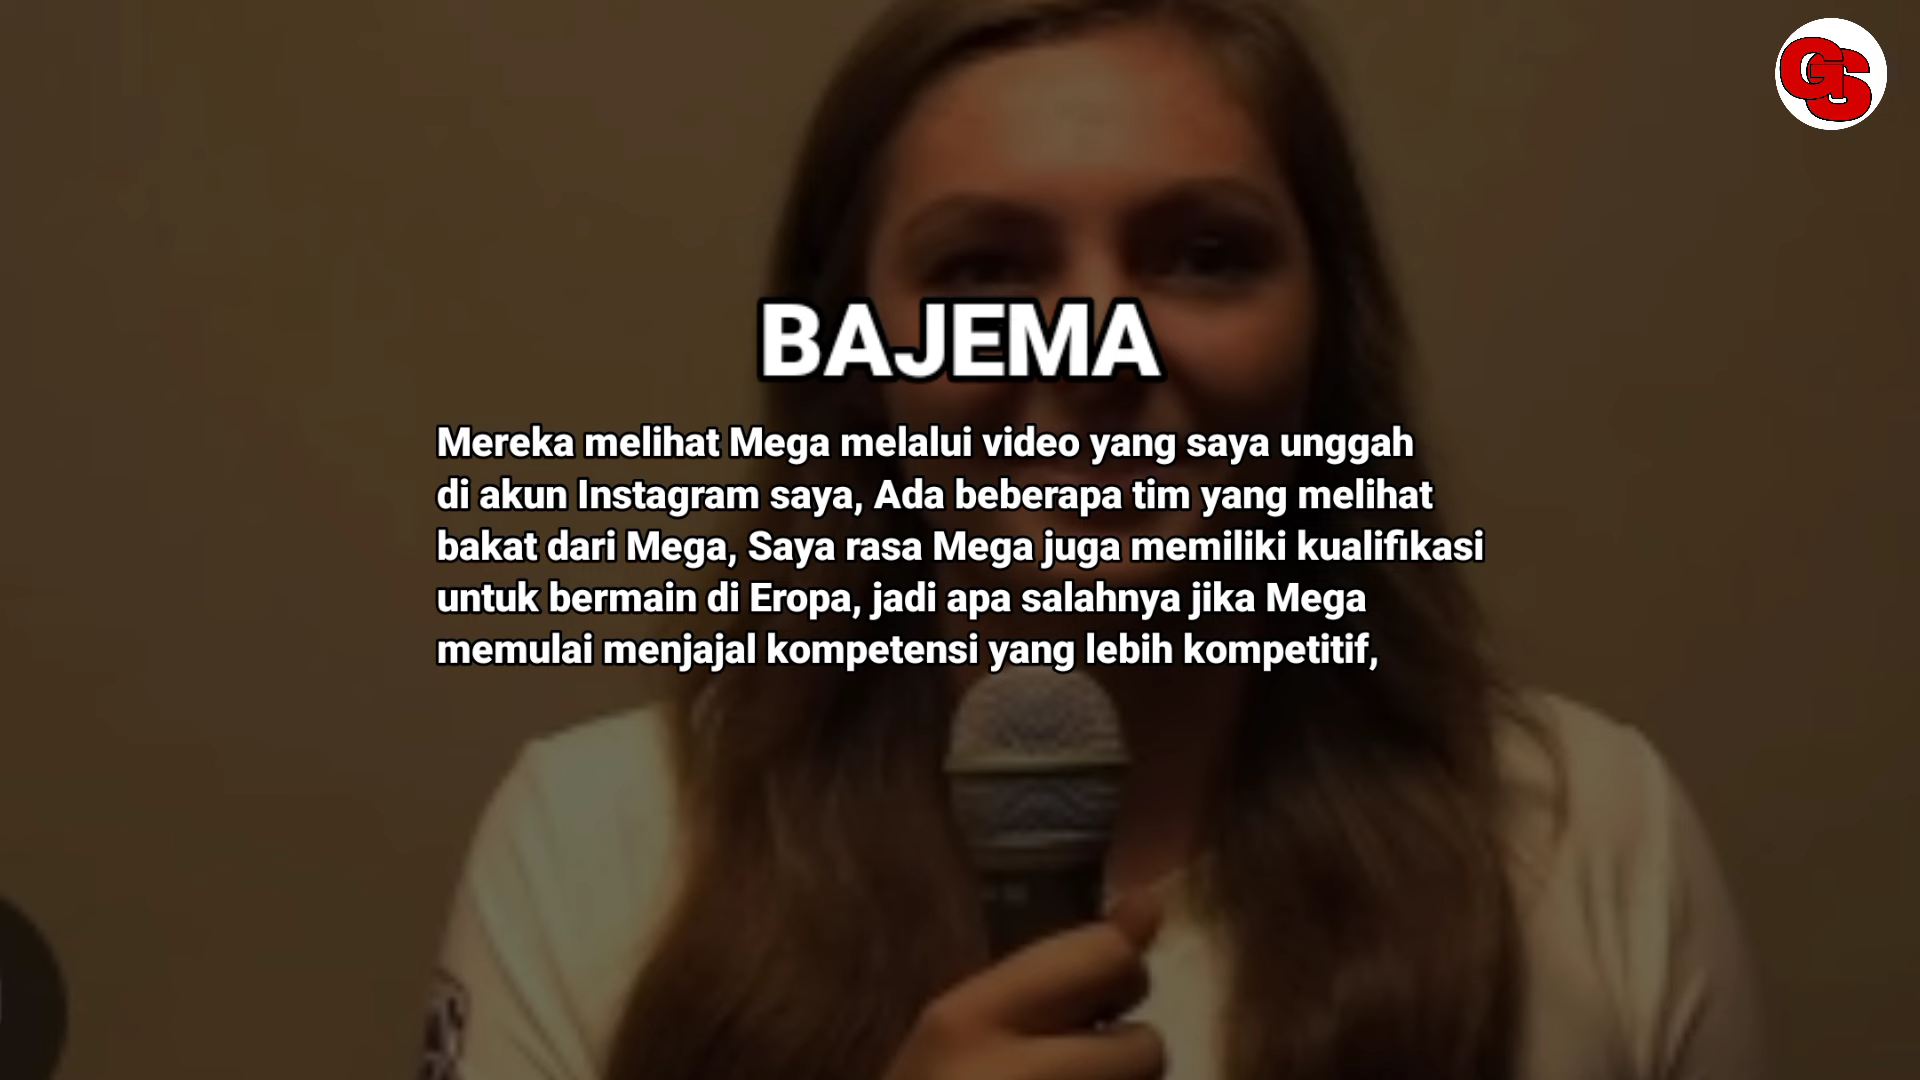 GS
BAJEMA
Mereka melihat Mega melalui video yang saya unggah
di akun Instagram saya, Ada beberapa tim yang melihat
bakat dari Mega, Saya rasa Mega juga memiliki kualifikasi
untuk bermain di Eropa, jadi apa salahnya jika Mega
memulai menjajal kompetensi yang lebih kompetitif,